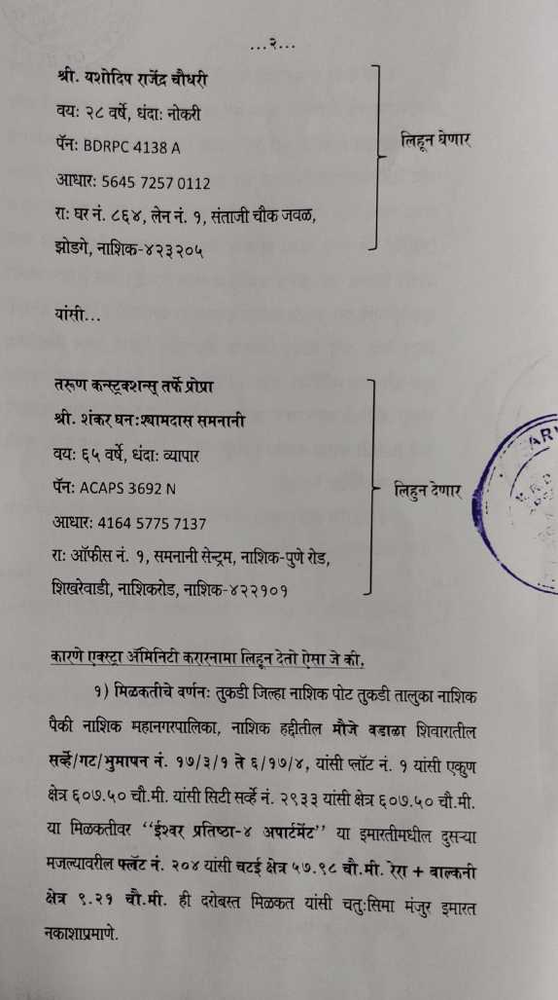 ...२...
श्री. यशोदिप राजेंद्र चौधरी
वय: २८ वर्षे, धंदा: नोकरी
पॅन: BDRPC 4138 A
आधार: 5645 7257 0112
रा: घर नं. ८६४, लेन नं. १, संताजी चौक जवळ,
झोडगे, नाशिक-४२३२०५
लिहून घेणार
यांसी...
तरूण कन्स्ट्रक्शन्स् तर्फे प्रोप्रा
श्री. शंकर घन:श्यामदास समनानी
वय: ६५ वर्षे, धंदा: व्यापार
पॅन: ACAPS 3692 N
आधार: 4164 5775 7137
रा: ऑफीस नं. १, समनानी सेन्ट्रम, नाशिक-पुणे रोड,
शिखरेवाडी, नाशिकरोड, नाशिक-४२२१०१
लिहुन देणार
कारणे एक्स्ट्रा ॲमिनिटी करारनामा लिहून देतो ऐसा जे की,
१) मिळकतीचे वर्णन: तुकडी जिल्हा नाशिक पोट तुकडी तालुका नाशिक
पैकी नाशिक महानगरपालिका, नाशिक हद्दीतील मौजे वडाळा शिवारातील
सर्व्हे/गट/भुमापन नं. १७/३/१ ते ६/१७/४, यांसी प्लॉट नं. १ यांसी एकुण
क्षेत्र ६०७.५० चौ.मी. यांसी सिटी सर्व्हे नं. २९३३ यांसी क्षेत्र ६०७.५० चौ.मी.
या मिळकतीवर ‘‘ईश्वर प्रतिष्ठा-४ अपार्टमेंट’’ या इमारतीमधील दुसऱ्या
मजल्यावरील फ्लॅट नं. २०४ यांसी चटई क्षेत्र ५७.९८ चौ.मी. रेरा + बाल्कनी
क्षेत्र ९.२१ चौ.मी. ही दरोबस्त मिळकत यांसी चतु:सिमा मंजुर इमारत
नकाशाप्रमाणे.